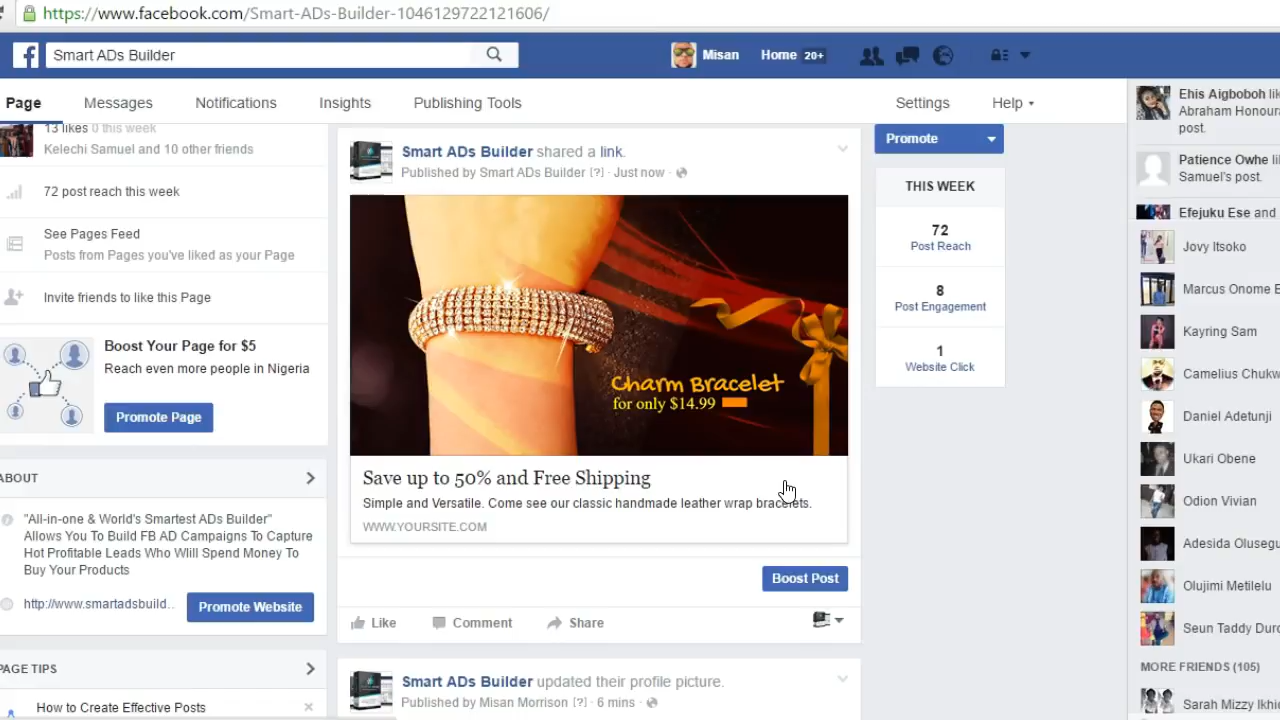 https://www.facebook.com/Smart-ADs-Builder-1046129722121606/
Smart ADs Builder
Misan
Home 20+
Page
Messages
Notifications
Insights
Publishing Tools
Settings
Help
13 likes 0 this week
Kelechi Samuel and 10 other friends
72 post reach this week
See Pages Feed
Posts from Pages you've liked as your Page
Invite friends to like this Page
Boost Your Page for $5
Reach even more people in Nigeria
Promote Page
ABOUT
"All-in-one & World's Smartest ADs Builder"
Allows You To Build FB AD Campaigns To Capture
Hot Profitable Leads Who Wlill Spend Money To
Buy Your Products
http://www.smartadsbuild..
Promote Website
PAGE TIPS
How to Create Effective Posts
Smart ADs Builder shared a link.
Published by Smart ADs Builder [?] · Just now ·
Charm Bracelet
for only $14.99
Save up to 50% and Free Shipping
Simple and Versatile. Come see our classic handmade leather wrap bracelets.
WWW.YOURSITE.COM
Boost Post
Like
Comment
Share
Smart ADs Builder updated their profile picture.
Published by Misan Morrison [?] · 6 mins ·
Promote
THIS WEEK
72
Post Reach
8
Post Engagement
1
Website Click
Ehis Aigboboh
Abraham Honour
post.
Patience Owhe
Samuel's post.
Efejuku Ese and
Jovy Itsoko
Marcus Onome E
Kayring Sam
Camelius Chukw
Daniel Adetunji
Ukari Obene
Odion Vivian
Adesida Olusegu
Olujimi Metilelu
Seun Taddy Duro
MORE FRIENDS (105)
Sarah Mizzy Ikhi